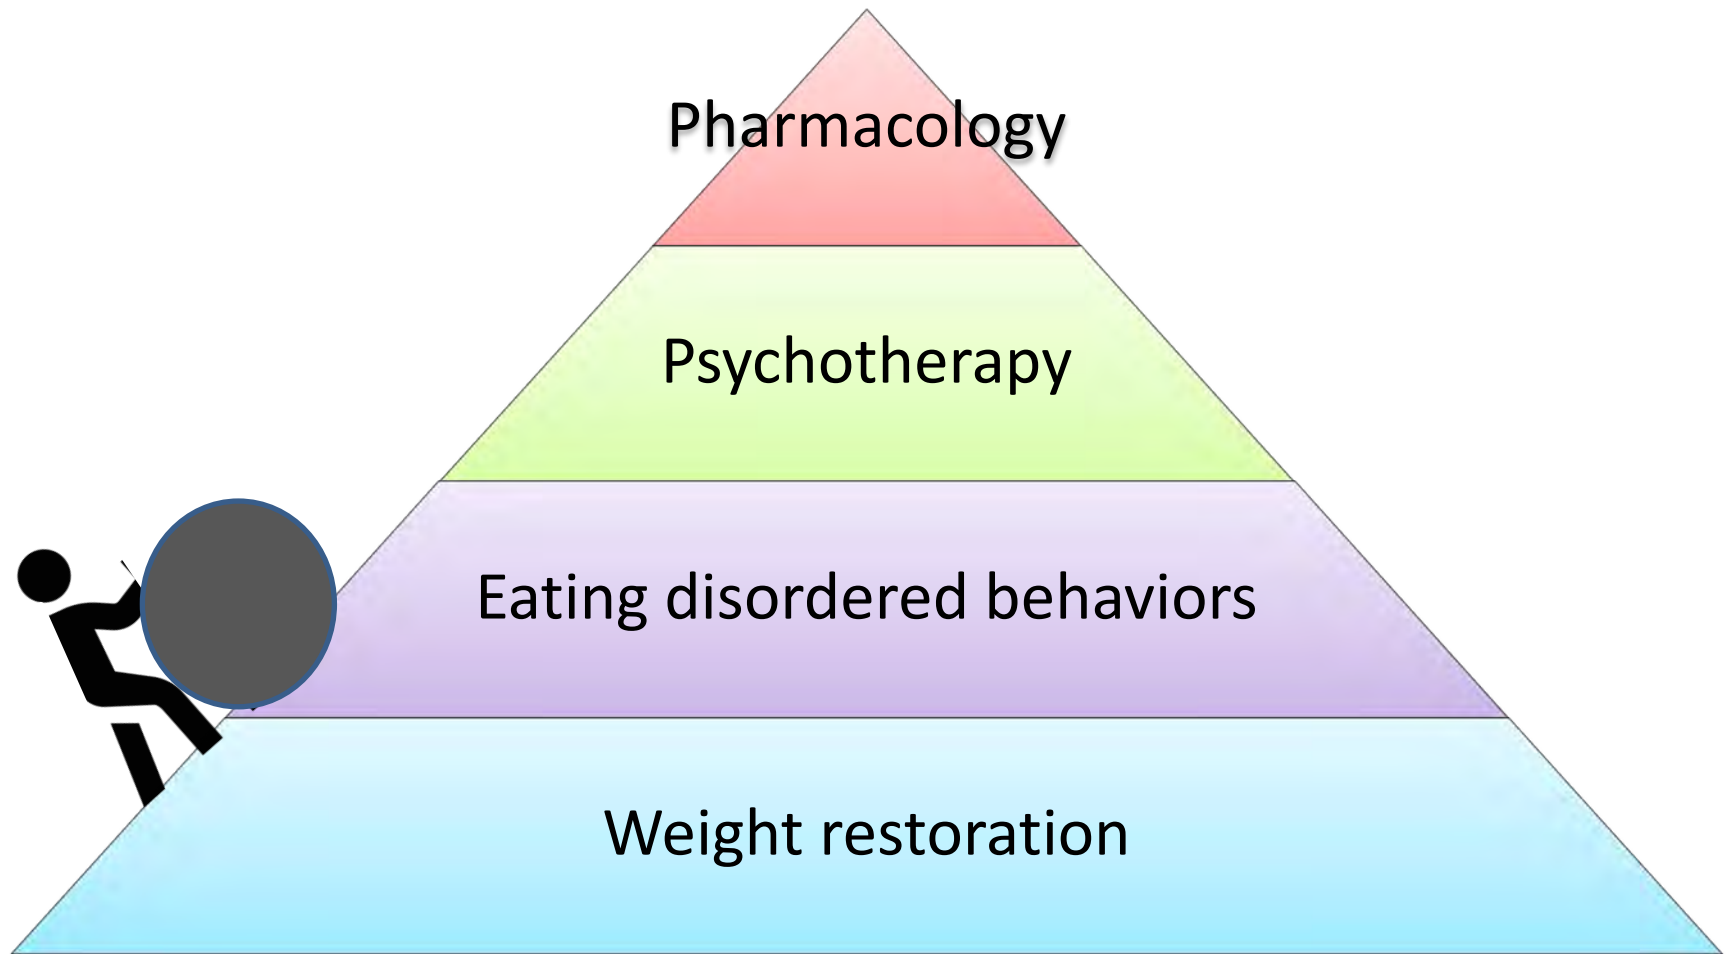 Pharmacology
Psychotherapy
Eating disordered behaviors
Weight restoration